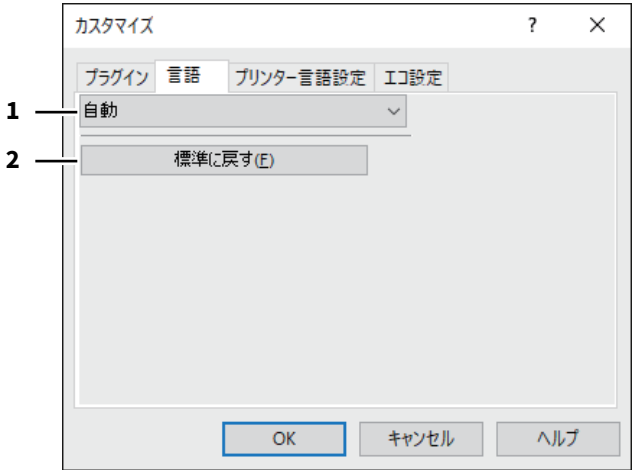 カスタマイズ ? ×
プラグイン 言語 プリンター言語設定 エコ設定
1 自動
2 標準に戻す(F)
OK キャンセル ヘルプ